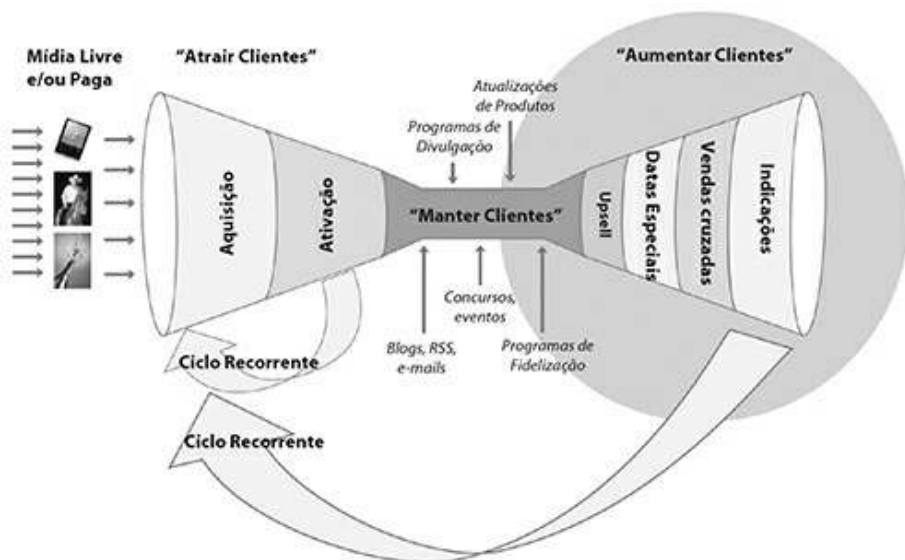 Mídia Livre
e/ou Paga
“Atrair Clientes”
“Aumentar Clientes”
Atualizações
de Produtos
Programas de
Divulgação
Aquisição
Ativação
“Manter Clientes”
Upsell
Datas Especiais
Vendas cruzadas
Indicações
Concursos,
eventos
Blogs, RSS,
e-mails
Programas de
Fidelização
Ciclo Recorrente
Ciclo Recorrente